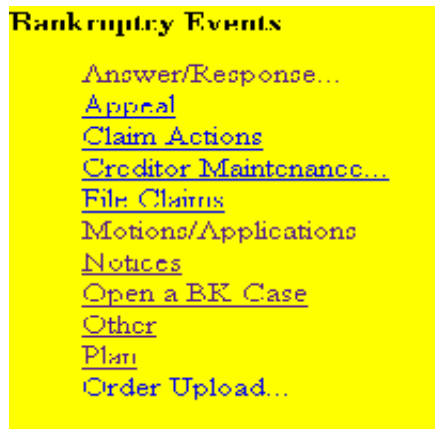 Bankruptcy Events
Answer/Response...
Appeal
Claim Actions
Creditor Maintenance...
File Claims
Motions/Applications
Notices
Open a BK Case
Other
Plan
Order Upload...